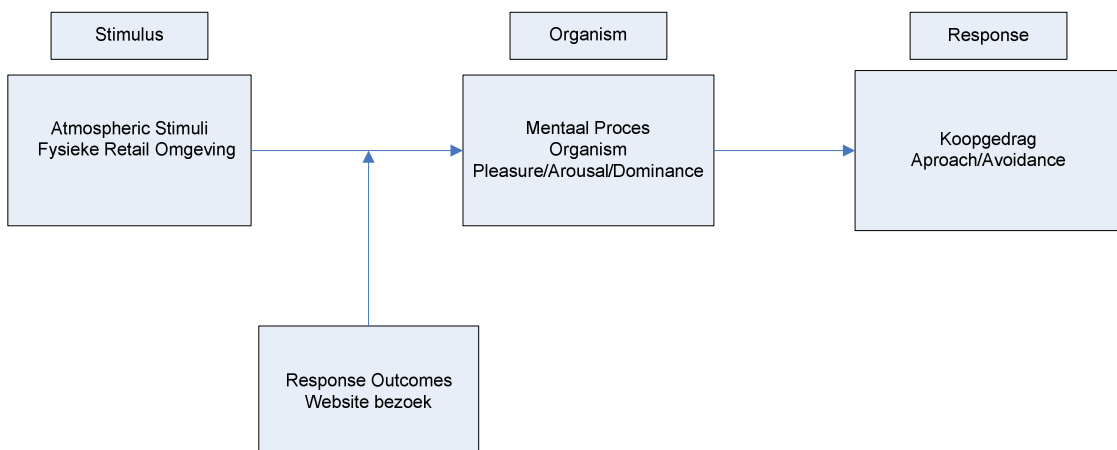 Stimulus
Organism
Response
Atmospheric Stimuli
Fysieke Retail Omgeving
Mentaal Proces
Organism
Pleasure/Arousal/Dominance
Koopgedrag
Aproach/Avoidance
Response Outcomes
Website bezoek